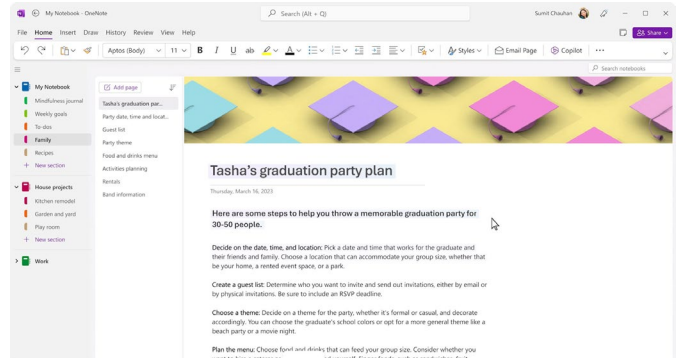 My Notebook - OneNote
Search (Alt + Q)
Sumit Chauhan
File Home Insert Draw History Review View Help
Share
Aptos (Body) 11 B I U ab A Styles Email Page Copilot
Search notebooks
My Notebook
Mindfulness journal
Weekly goals
To-dos
Family
Recipes
+ New section
House projects
Kitchen remodel
Garden and yard
Play room
+ New section
Work
Add page
Tasha's graduation par...
Party date, time and locat...
Guest list
Party theme
Food and drinks menu
Activities planning
Rentals
Band information
Tasha's graduation party plan
Thursday, March 16, 2023
Here are some steps to help you throw a memorable graduation party for
30-50 people.
Decide on the date, time, and location: Pick a date and time that works for the graduate and
their friends and family. Choose a location that can accommodate your group size, whether that
be your home, a rented event space, or a park.
Create a guest list: Determine who you want to invite and send out invitations, either by email or
by physical invitations. Be sure to include an RSVP deadline.
Choose a theme: Decide on a theme for the party, whether it's formal or casual, and decorate
accordingly. You can choose the graduate's school colors or opt for a more general theme like a
beach party or a movie night.
Plan the menu: Choose food and drinks that can feed your group size. Consider whether you